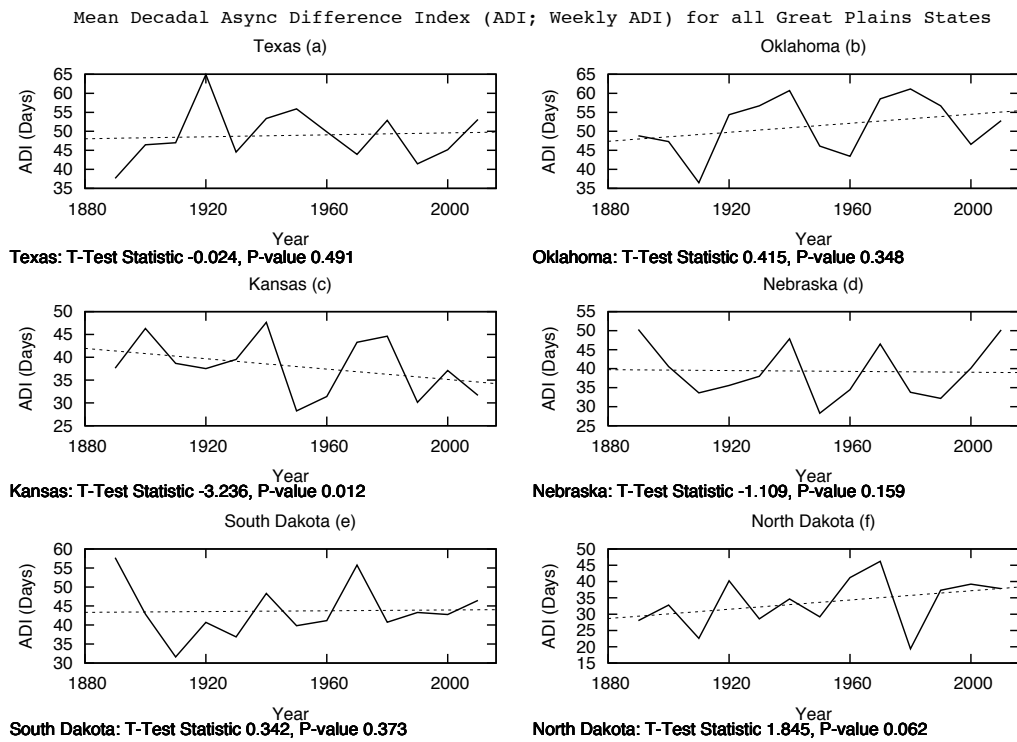 Mean Decadal Async Difference Index (ADI; Weekly ADI) for all Great Plains States
Texas (a)
ADI (Days)
65
60
55
50
45
40
35
1880 1920 1960 2000
Year
Texas: T-Test Statistic -0.024, P-value 0.491
Oklahoma (b)
ADI (Days)
65
60
55
50
45
40
35
1880 1920 1960 2000
Year
Oklahoma: T-Test Statistic 0.415, P-value 0.348
Kansas (c)
ADI (Days)
50
45
40
35
30
25
1880 1920 1960 2000
Year
Kansas: T-Test Statistic -3.236, P-value 0.012
Nebraska (d)
ADI (Days)
55
50
45
40
35
30
25
1880 1920 1960 2000
Year
Nebraska: T-Test Statistic -1.109, P-value 0.159
South Dakota (e)
ADI (Days)
60
55
50
45
40
35
30
1880 1920 1960 2000
Year
South Dakota: T-Test Statistic 0.342, P-value 0.373
North Dakota (f)
ADI (Days)
50
45
40
35
30
25
20
15
1880 1920 1960 2000
Year
North Dakota: T-Test Statistic 1.845, P-value 0.062